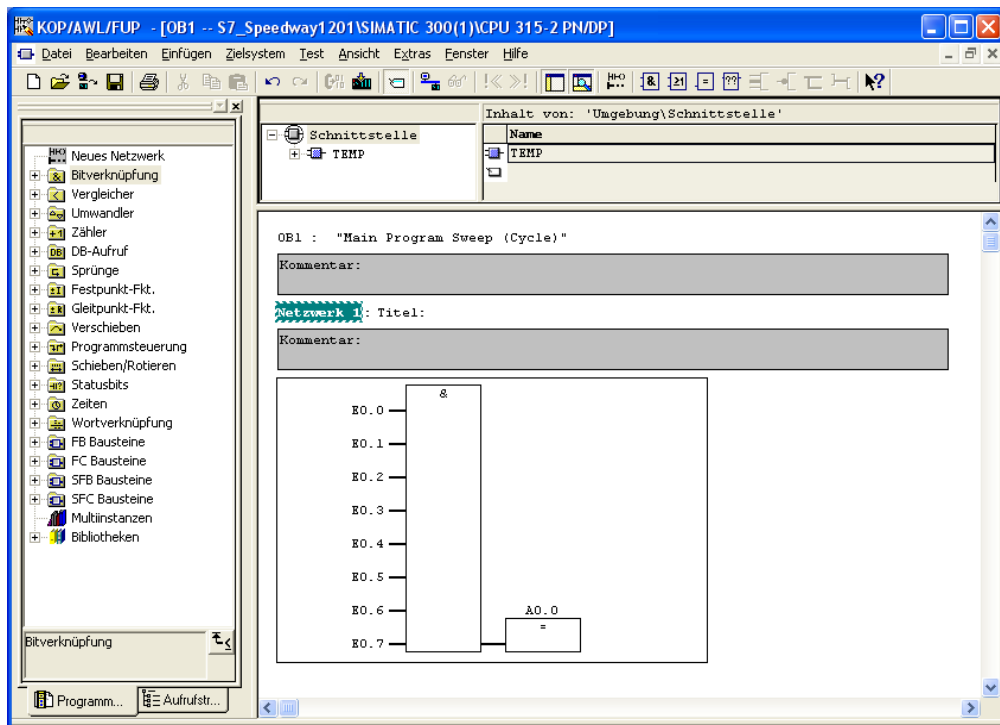 KOP/AWL/FUP - [OB1 -- S7_Speedway1201\SIMATIC 300(1)\CPU 315-2 PN/DP]
Datei Bearbeiten Einfügen Zielsystem Test Ansicht Extras Fenster Hilfe
Neues Netzwerk
Bitverknüpfung
Vergleicher
Umwandler
Zähler
DB-Aufruf
Sprünge
Festpunkt-Fkt.
Gleitpunkt-Fkt.
Verschieben
Programmsteuerung
Schieben/Rotieren
Statusbits
Zeiten
Wortverknüpfung
FB Bausteine
FC Bausteine
SFB Bausteine
SFC Bausteine
Multiinstanzen
Bibliotheken
Bitverknüpfung
Programm...
Aufrufstr...
Schnittstelle
TEMP
Inhalt von: 'Umgebung\Schnittstelle'
Name
TEMP
OB1 : "Main Program Sweep (Cycle)"
Kommentar:
Netzwerk 1: Titel:
Kommentar:
&
E0.0
E0.1
E0.2
E0.3
E0.4
E0.5
E0.6
A0.0
=
E0.7